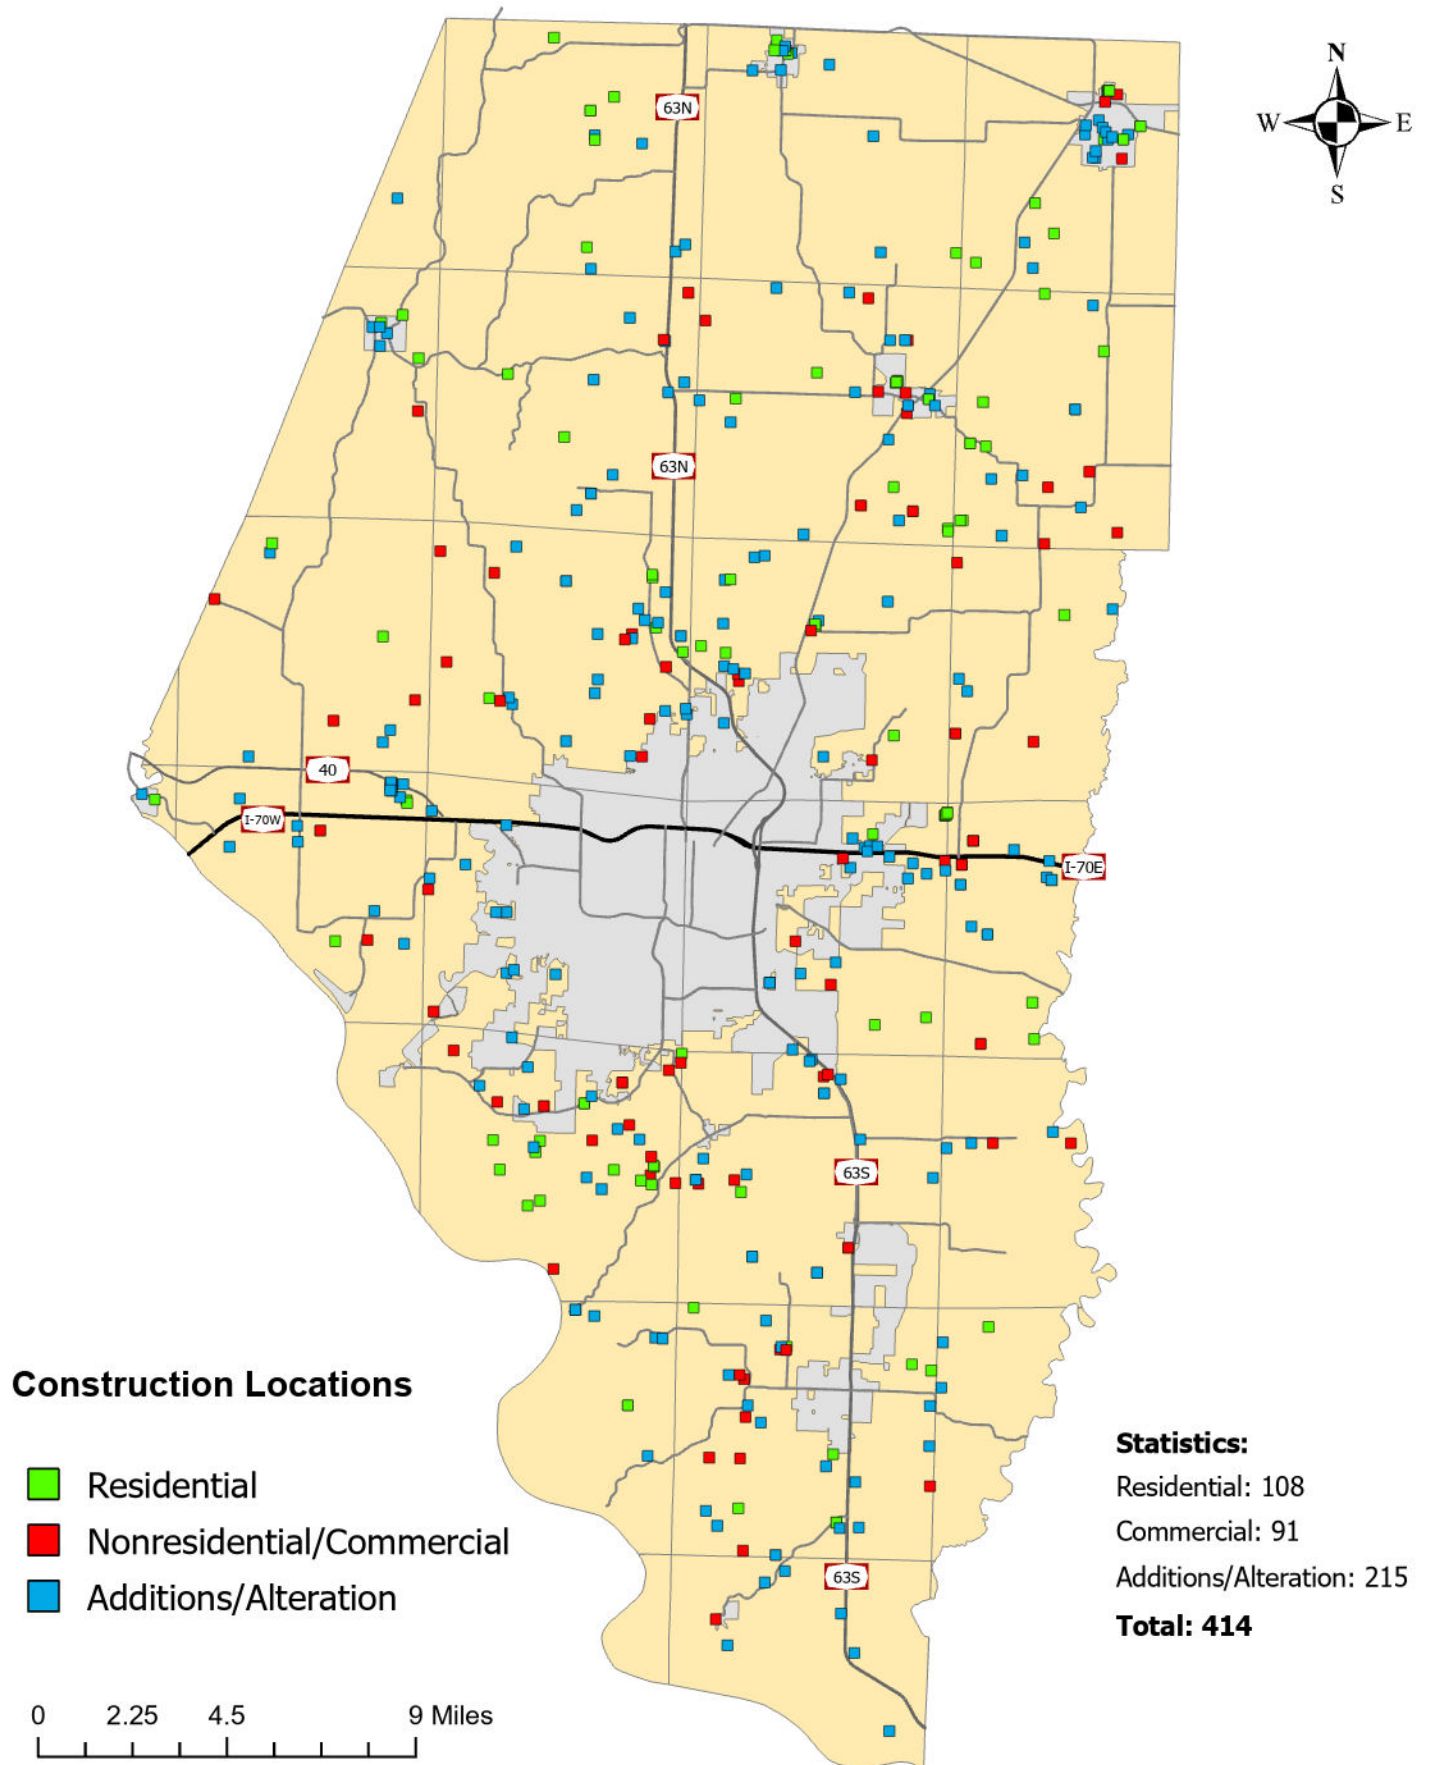 N
W E
S
63N
63N
40
I-70W
I-70E
63S
63S
Construction Locations
Residential
Nonresidential/Commercial
Additions/Alteration
Statistics:
Residential: 108
Commercial: 91
Additions/Alteration: 215
Total: 414
0 2.25 4.5 9 Miles